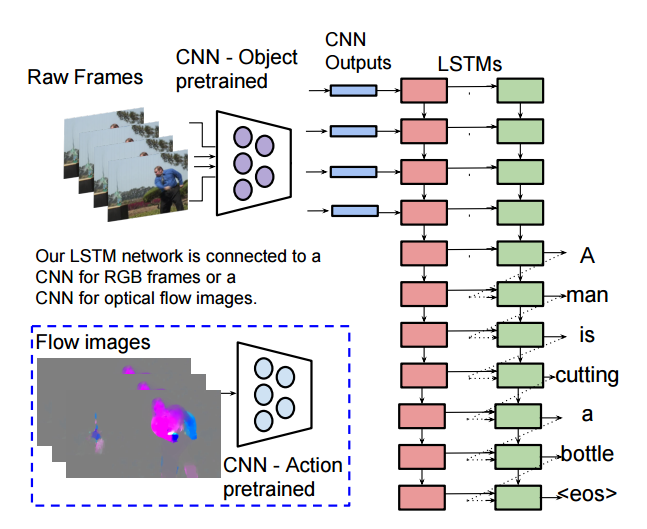 Raw Frames
CNN - Object
pretrained
CNN
Outputs
LSTMs
Our LSTM network is connected to a
CNN for RGB frames or a
CNN for optical flow images.
Flow images
CNN - Action
pretrained
A
man
is
cutting
a
bottle
<eos>